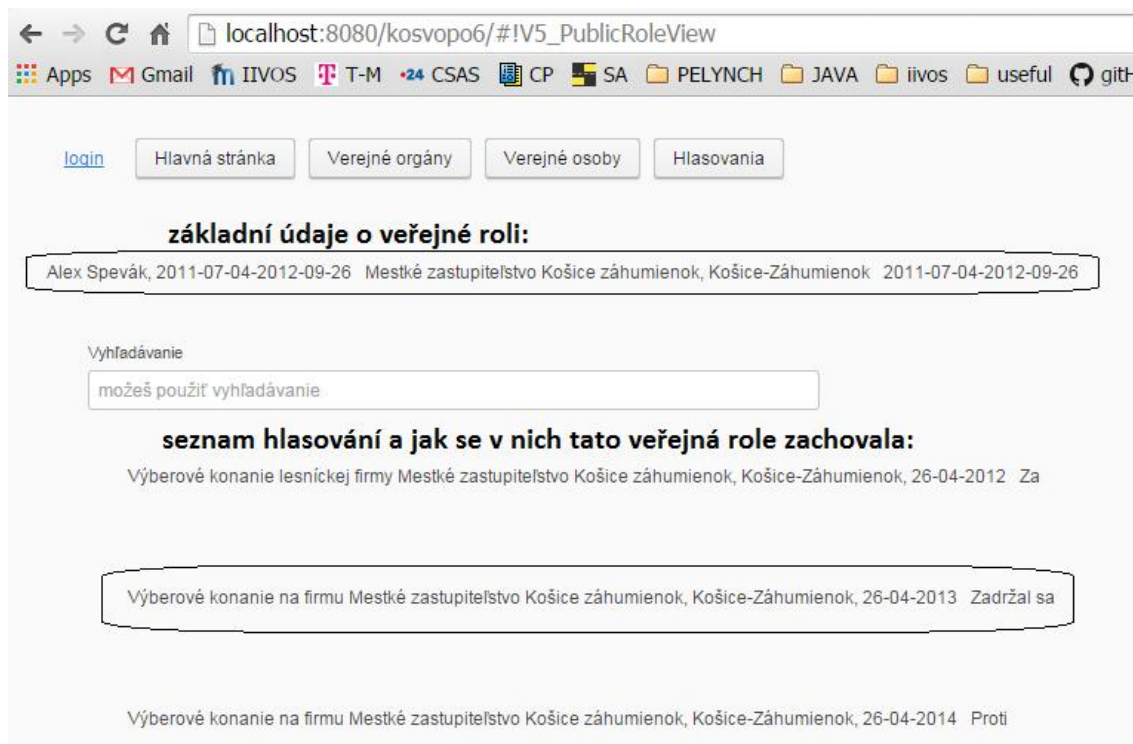 localhost:8080/kosvopo6/#!V5_PublicRoleView
Apps Gmail IIVOS T-M CSAS CP SA PELYNCH JAVA iivos useful gitH
login Hlavná stránka Verejné orgány Verejné osoby Hlasovania
základní údaje o veřejné roli:
Alex Spevák, 2011-07-04-2012-09-26 Mestké zastupiteľstvo Košice záhumienok, Košice-Záhumienok 2011-07-04-2012-09-26
Vyhľadávanie
možeš použiť vyhľadávanie
seznam hlasování a jak se v nich tato veřejná role zachovala:
Výberové konanie lesníckej firmy Mestké zastupiteľstvo Košice záhumienok, Košice-Záhumienok, 26-04-2012 Za
Výberové konanie na firmu Mestké zastupiteľstvo Košice záhumienok, Košice-Záhumienok, 26-04-2013 Zadržal sa
Výberové konanie na firmu Mestké zastupiteľstvo Košice záhumienok, Košice-Záhumienok, 26-04-2014 Proti